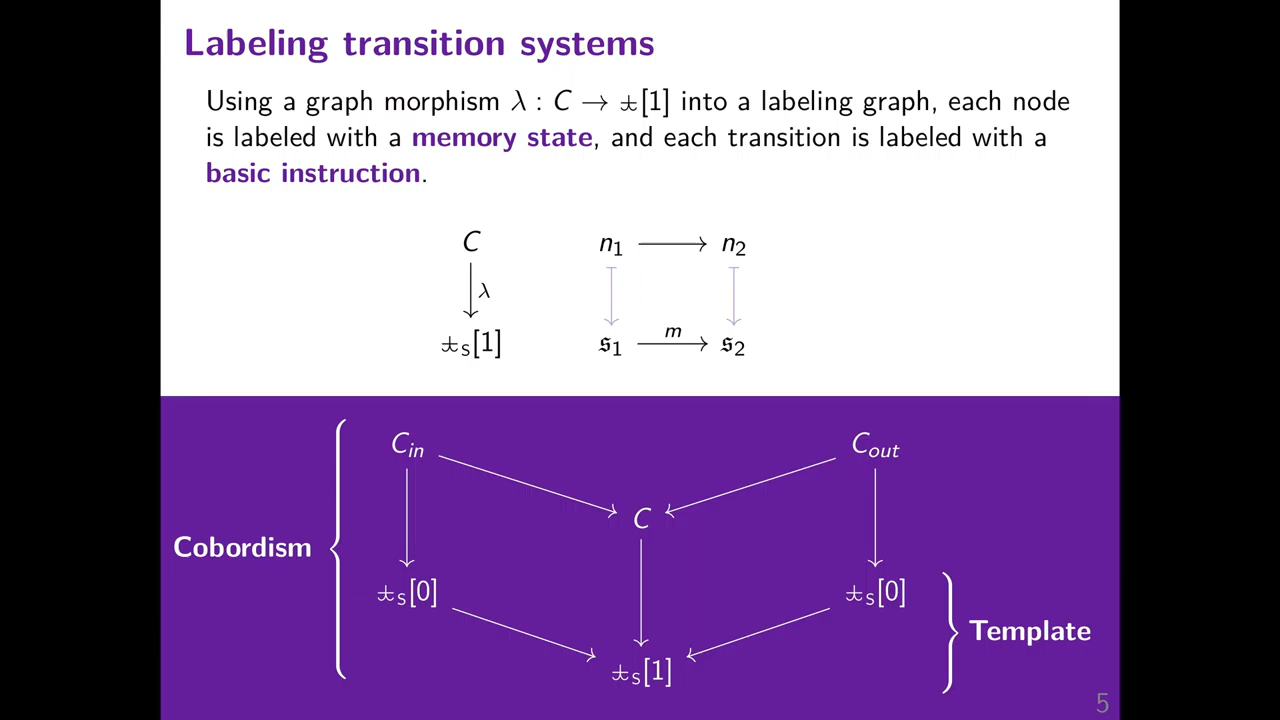 Labeling transition systems
Using a graph morphism λ : C → ⩲[1] into a labeling graph, each node
is labeled with a memory state, and each transition is labeled with a
basic instruction.
C
n₁ → n₂
λ
m
S[1]
𝔰₁ → 𝔰₂
C_in
C_out
C
Cobordism
S[0]
S[0]
Template
S[1]
5